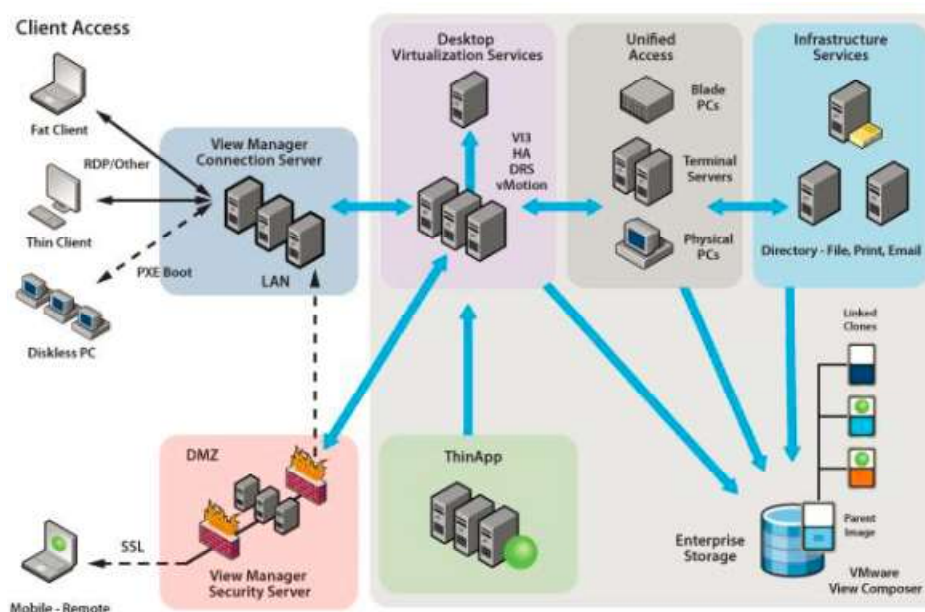 Client Access
Fat Client
RDP/Other
Thin Client
PXE Boot
Diskless PC
View Manager
Connection Server
LAN
Desktop
Virtualization Services
VI3
HA
DRS
vMotion
Unified
Access
Blade
PCs
Terminal
Servers
Physical
PCs
Infrastructure
Services
Directory - File, Print, Email
Linked
Clones
DMZ
SSL
View Manager
Security Server
Mobile - Remote
ThinApp
Enterprise
Storage
Parent
Image
VMware
View Composer